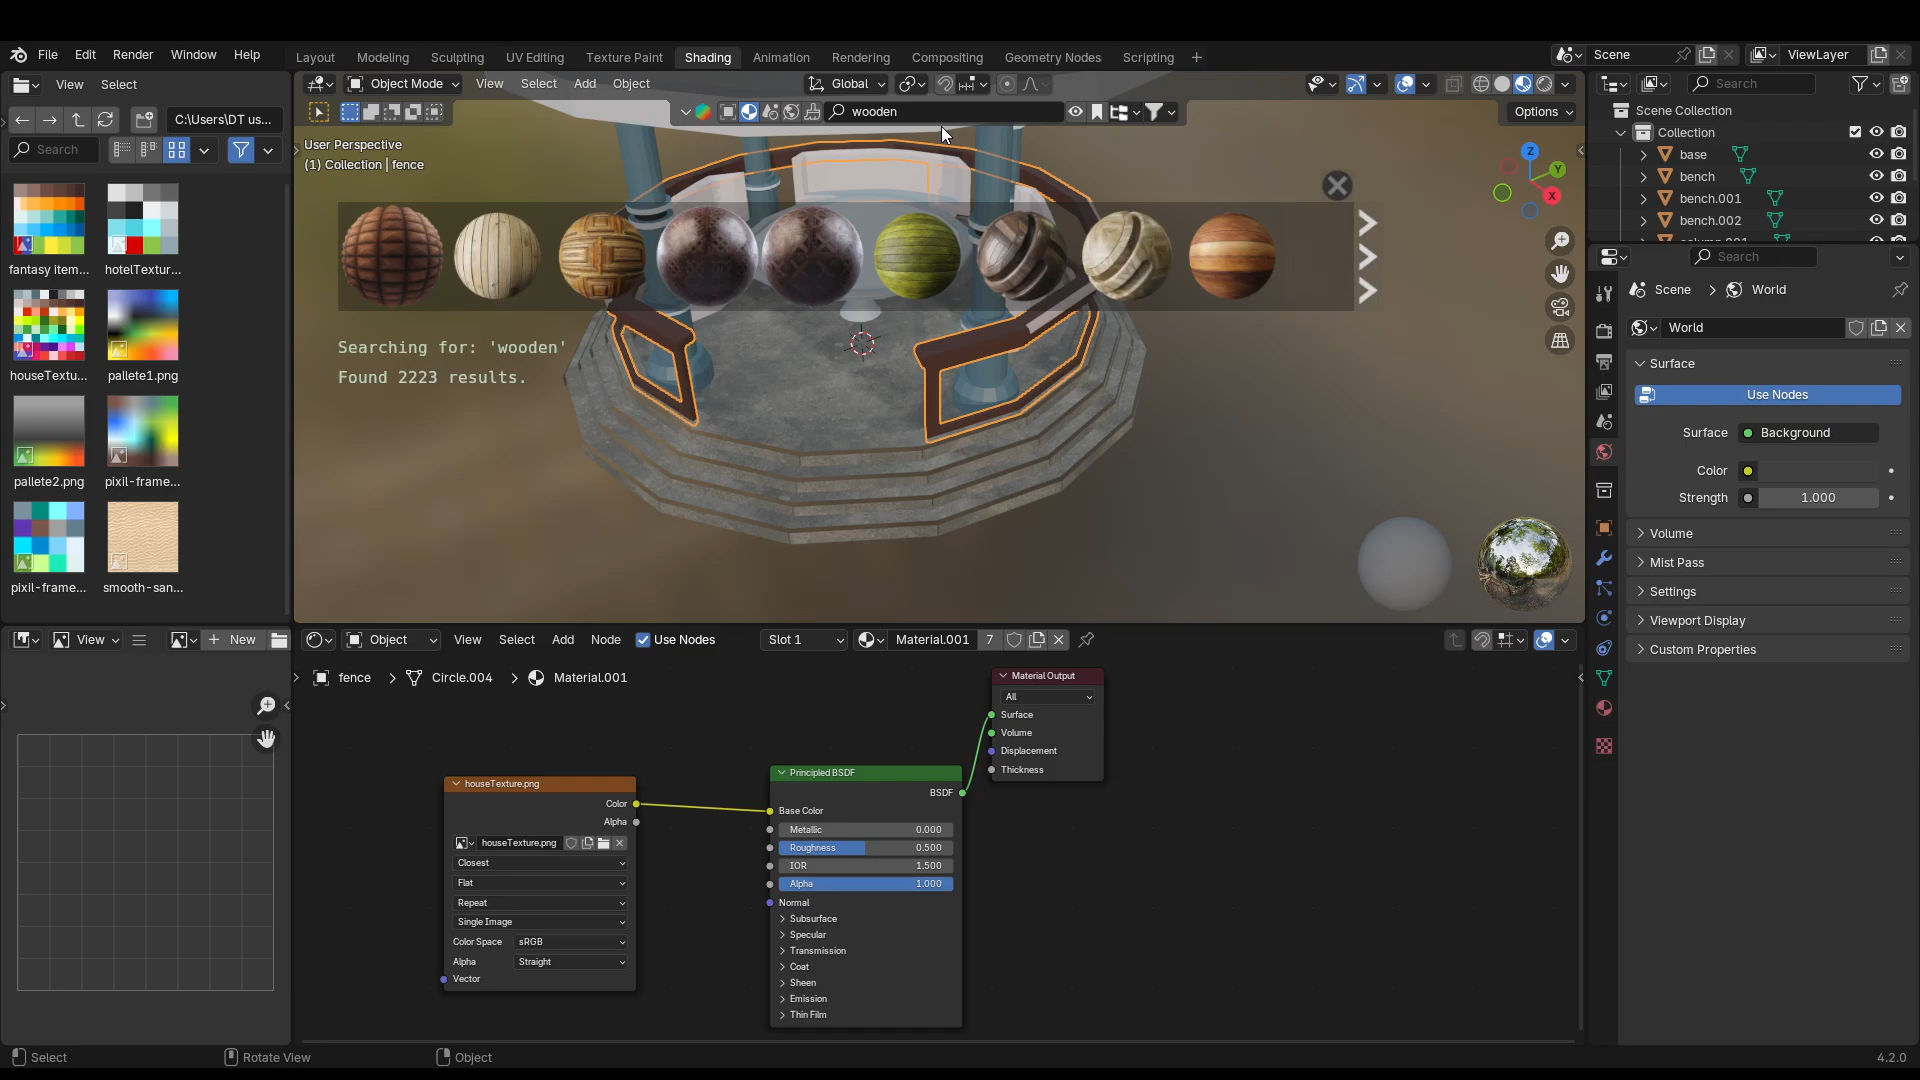 File Edit Render Window Help
Layout Modeling Sculpting UV Editing Texture Paint Shading Animation Rendering Compositing Geometry Nodes Scripting +
Scene
ViewLayer
View Select
Object Mode View Select Add Object
Global
Search
C:\Users\DT us...
wooden
Options
Search
User Perspective
(1) Collection | fence
Z
Y
X
Scene Collection
Collection
base
bench
bench.001
bench.002
fantasy item...
hotelTextur...
houseTextu...
pallete1.png
pallete2.png
pixil-frame...
pixil-frame...
smooth-san...
Searching for: 'wooden'
Found 2223 results.
Search
Scene > World
World
Surface
Use Nodes
Surface Background
Color
Strength 1.000
Volume
Mist Pass
Settings
Viewport Display
Custom Properties
View
New
Object View Select Add Node Use Nodes
Slot 1
Material.001 7
fence > Circle.004 > Material.001
Material Output
All
Surface
Volume
Displacement
Thickness
houseTexture.png
Color
Alpha
houseTexture.png
Closest
Flat
Repeat
Single Image
Color Space sRGB
Alpha Straight
Vector
Principled BSDF
BSDF
Base Color
Metallic 0.000
Roughness 0.500
IOR 1.500
Alpha 1.000
Normal
Subsurface
Specular
Transmission
Coat
Sheen
Emission
Thin Film
Select
Rotate View
Object
4.2.0